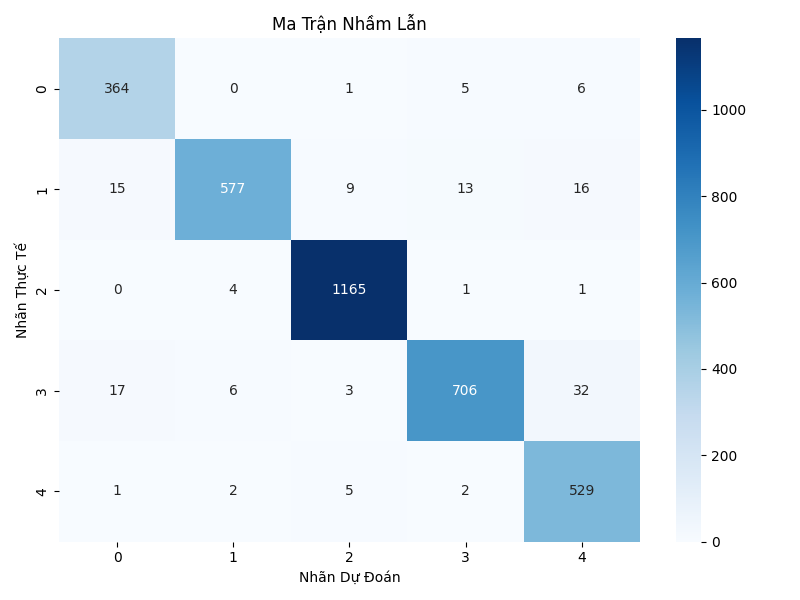 Ma Trận Nhầm Lẫn
0 364 0 1 5 6
1 15 577 9 13 16
2 0 4 1165 1 1
3 17 6 3 706 32
4 1 2 5 2 529
0 1 2 3 4
Nhãn Dự Đoán
Nhãn Thực Tế
1000
800
600
400
200
0